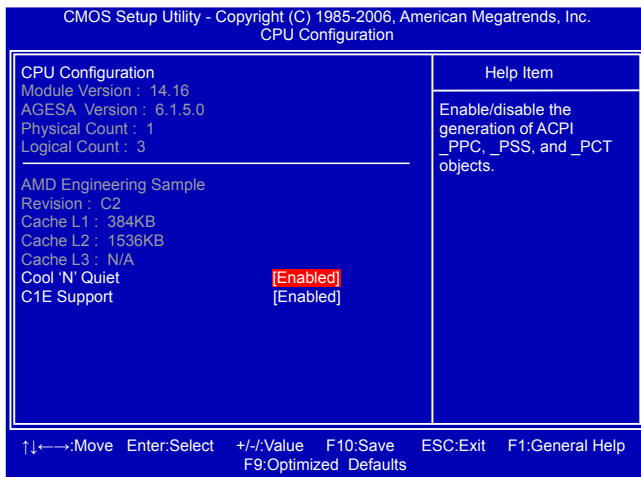 CMOS Setup Utility - Copyright (C) 1985-2006, American Megatrends, Inc.
CPU Configuration
CPU Configuration
Module Version : 14.16
AGESA Version : 6.1.5.0
Physical Count : 1
Logical Count : 3
AMD Engineering Sample
Revision : C2
Cache L1 : 384KB
Cache L2 : 1536KB
Cache L3 : N/A
Cool ‘N’ Quiet [Enabled]
C1E Support [Enabled]
Help Item
Enable/disable the
generation of ACPI
_PPC, _PSS, and _PCT
objects.
↑↓←→:Move Enter:Select +/-/:Value F10:Save ESC:Exit F1:General Help
F9:Optimized Defaults